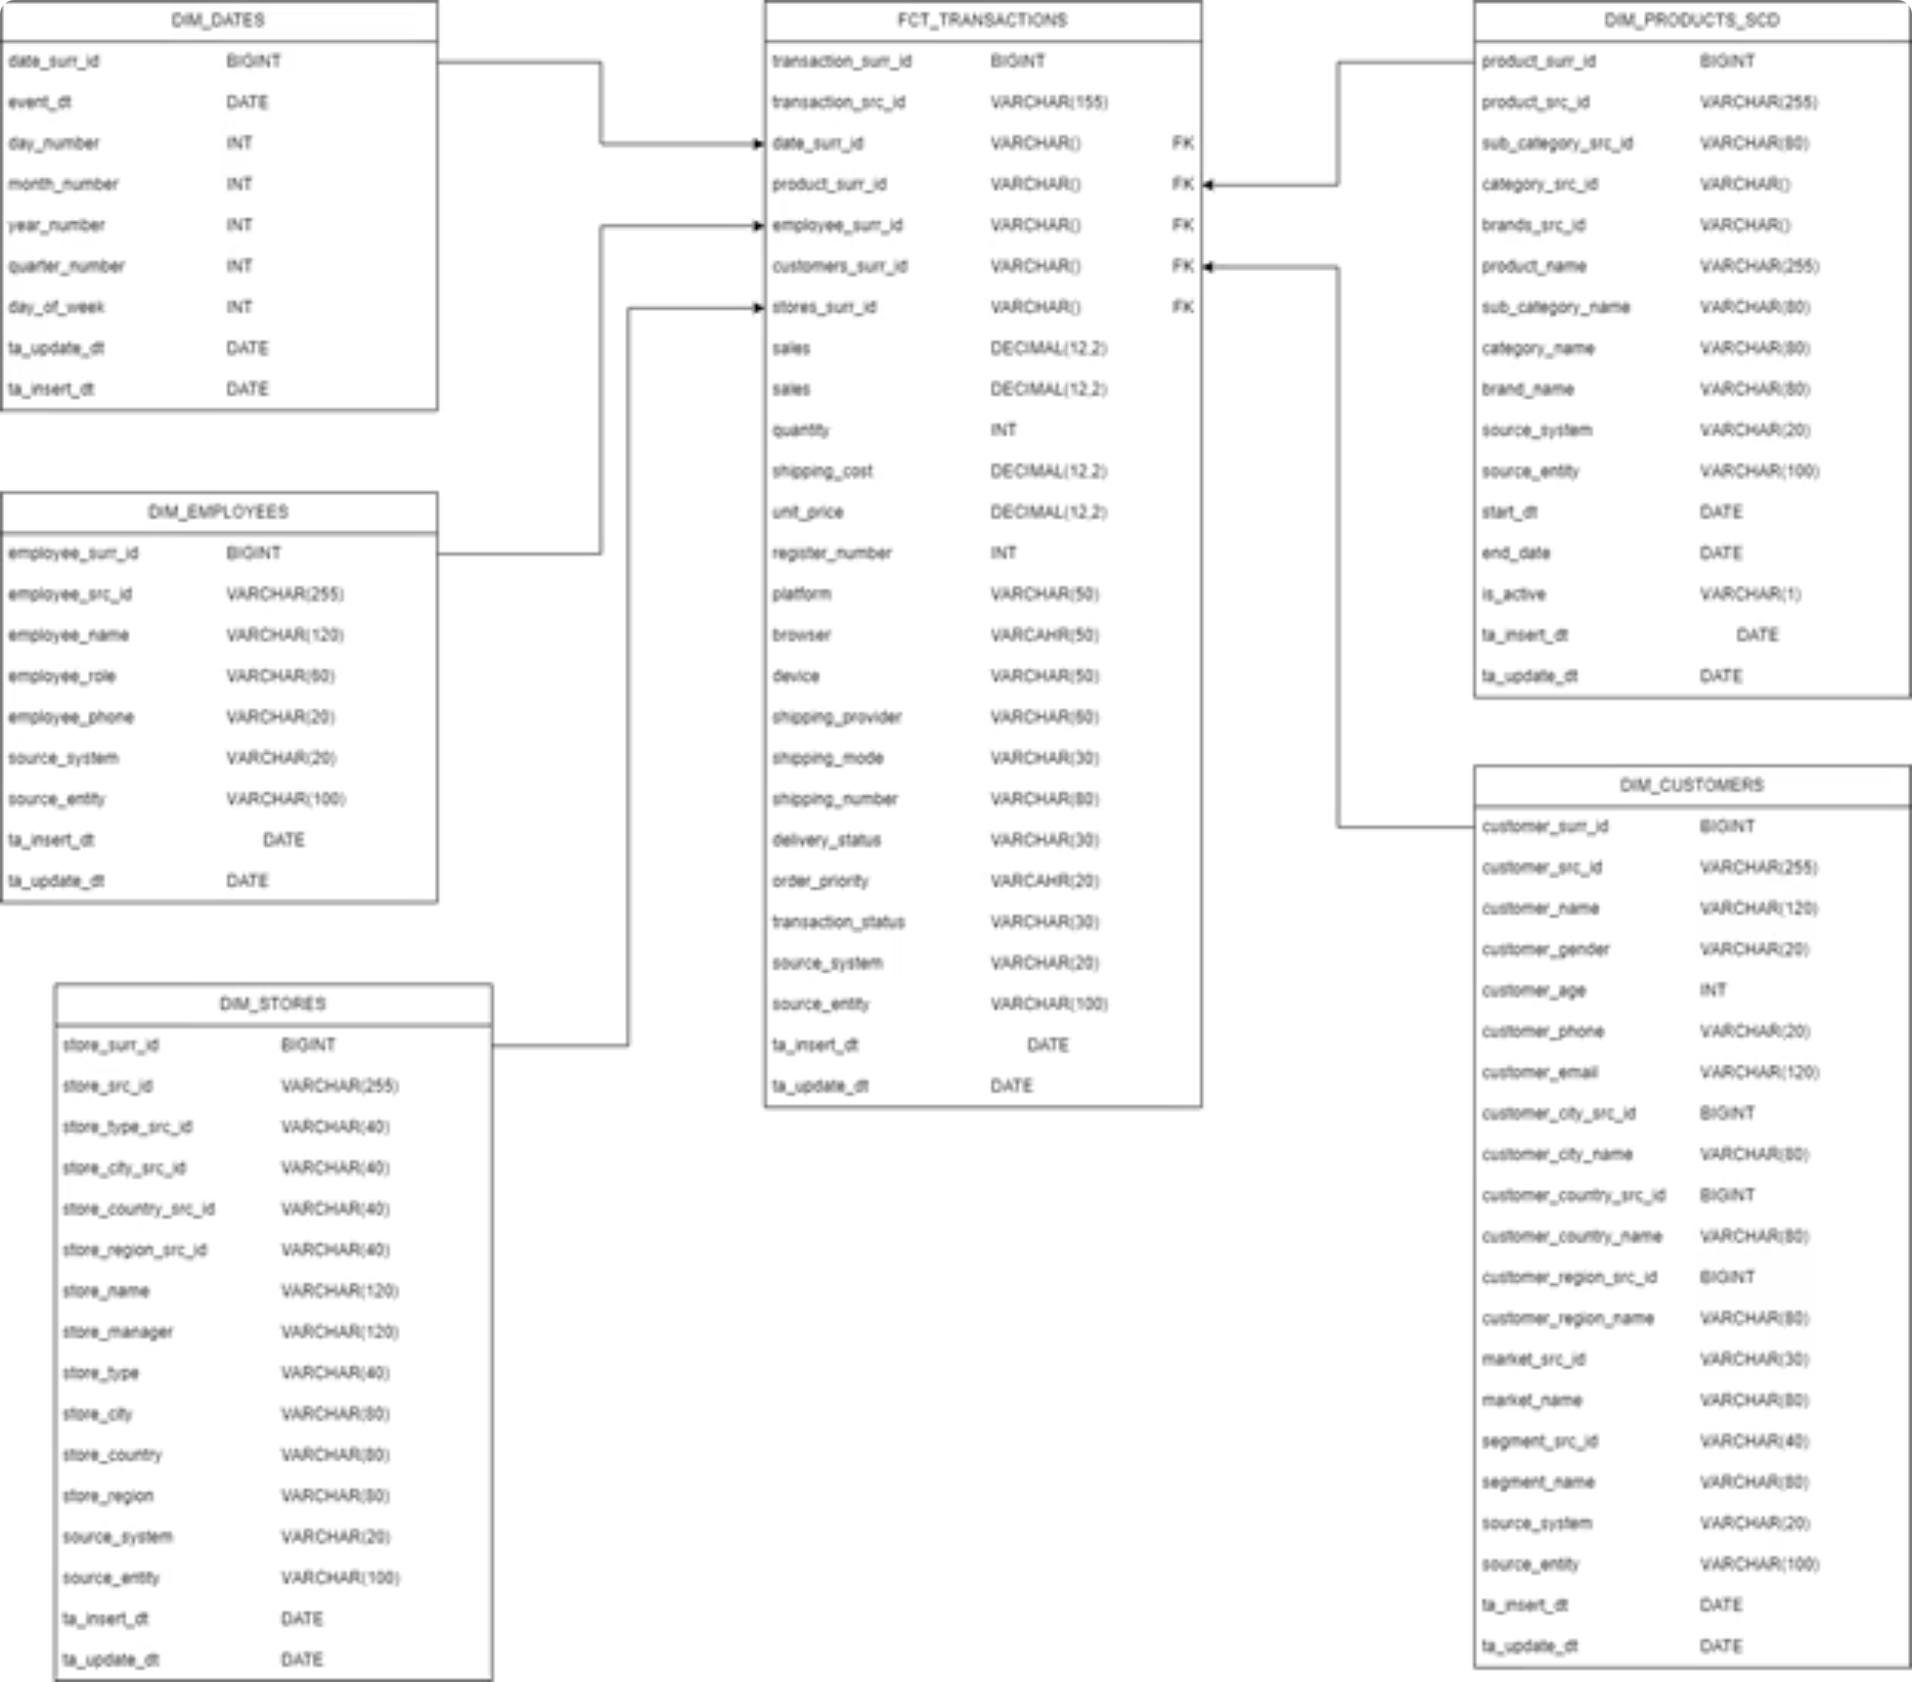 DIM_DATES
date_surr_id BIGINT
event_dt DATE
day_number INT
month_number INT
year_number INT
quarter_number INT
day_of_week INT
ta_update_dt DATE
ta_insert_dt DATE
DIM_EMPLOYEES
employee_surr_id BIGINT
employee_src_id VARCHAR(255)
employee_name VARCHAR(120)
employee_role VARCHAR(60)
employee_phone VARCHAR(20)
source_system VARCHAR(20)
source_entity VARCHAR(100)
ta_insert_dt DATE
ta_update_dt DATE
DIM_STORES
store_surr_id BIGINT
store_src_id VARCHAR(255)
store_type_src_id VARCHAR(40)
store_city_src_id VARCHAR(40)
store_country_src_id VARCHAR(40)
store_region_src_id VARCHAR(40)
store_name VARCHAR(120)
store_manager VARCHAR(120)
store_type VARCHAR(40)
store_city VARCHAR(80)
store_country VARCHAR(80)
store_region VARCHAR(80)
source_system VARCHAR(20)
source_entity VARCHAR(100)
ta_insert_dt DATE
ta_update_dt DATE
FCT_TRANSACTIONS
transaction_surr_id BIGINT
transaction_src_id VARCHAR(155)
date_surr_id VARCHAR() FK
product_surr_id VARCHAR() FK
employee_surr_id VARCHAR() FK
customers_surr_id VARCHAR() FK
stores_surr_id VARCHAR() FK
sales DECIMAL(12,2)
sales DECIMAL(12,2)
quantity INT
shipping_cost DECIMAL(12,2)
unit_price DECIMAL(12,2)
register_number INT
platform VARCHAR(50)
browser VARCAHR(50)
device VARCHAR(50)
shipping_provider VARCHAR(60)
shipping_mode VARCHAR(30)
shipping_number VARCHAR(80)
delivery_status VARCHAR(30)
order_priority VARCAHR(20)
transaction_status VARCHAR(30)
source_system VARCHAR(20)
source_entity VARCHAR(100)
ta_insert_dt DATE
ta_update_dt DATE
DIM_PRODUCTS_SCD
product_surr_id BIGINT
product_src_id VARCHAR(255)
sub_category_src_id VARCHAR(80)
category_src_id VARCHAR()
brands_src_id VARCHAR()
product_name VARCHAR(255)
sub_category_name VARCHAR(80)
category_name VARCHAR(80)
brand_name VARCHAR(80)
source_system VARCHAR(20)
source_entity VARCHAR(100)
start_dt DATE
end_date DATE
is_active VARCHAR(1)
ta_insert_dt DATE
ta_update_dt DATE
DIM_CUSTOMERS
customer_surr_id BIGINT
customer_src_id VARCHAR(255)
customer_name VARCHAR(120)
customer_gender VARCHAR(20)
customer_age INT
customer_phone VARCHAR(20)
customer_email VARCHAR(120)
customer_city_src_id BIGINT
customer_city_name VARCHAR(80)
customer_country_src_id BIGINT
customer_country_name VARCHAR(80)
customer_region_src_id BIGINT
customer_region_name VARCHAR(80)
market_src_id VARCHAR(30)
market_name VARCHAR(80)
segment_src_id VARCHAR(40)
segment_name VARCHAR(80)
source_system VARCHAR(20)
source_entity VARCHAR(100)
ta_insert_dt DATE
ta_update_dt DATE